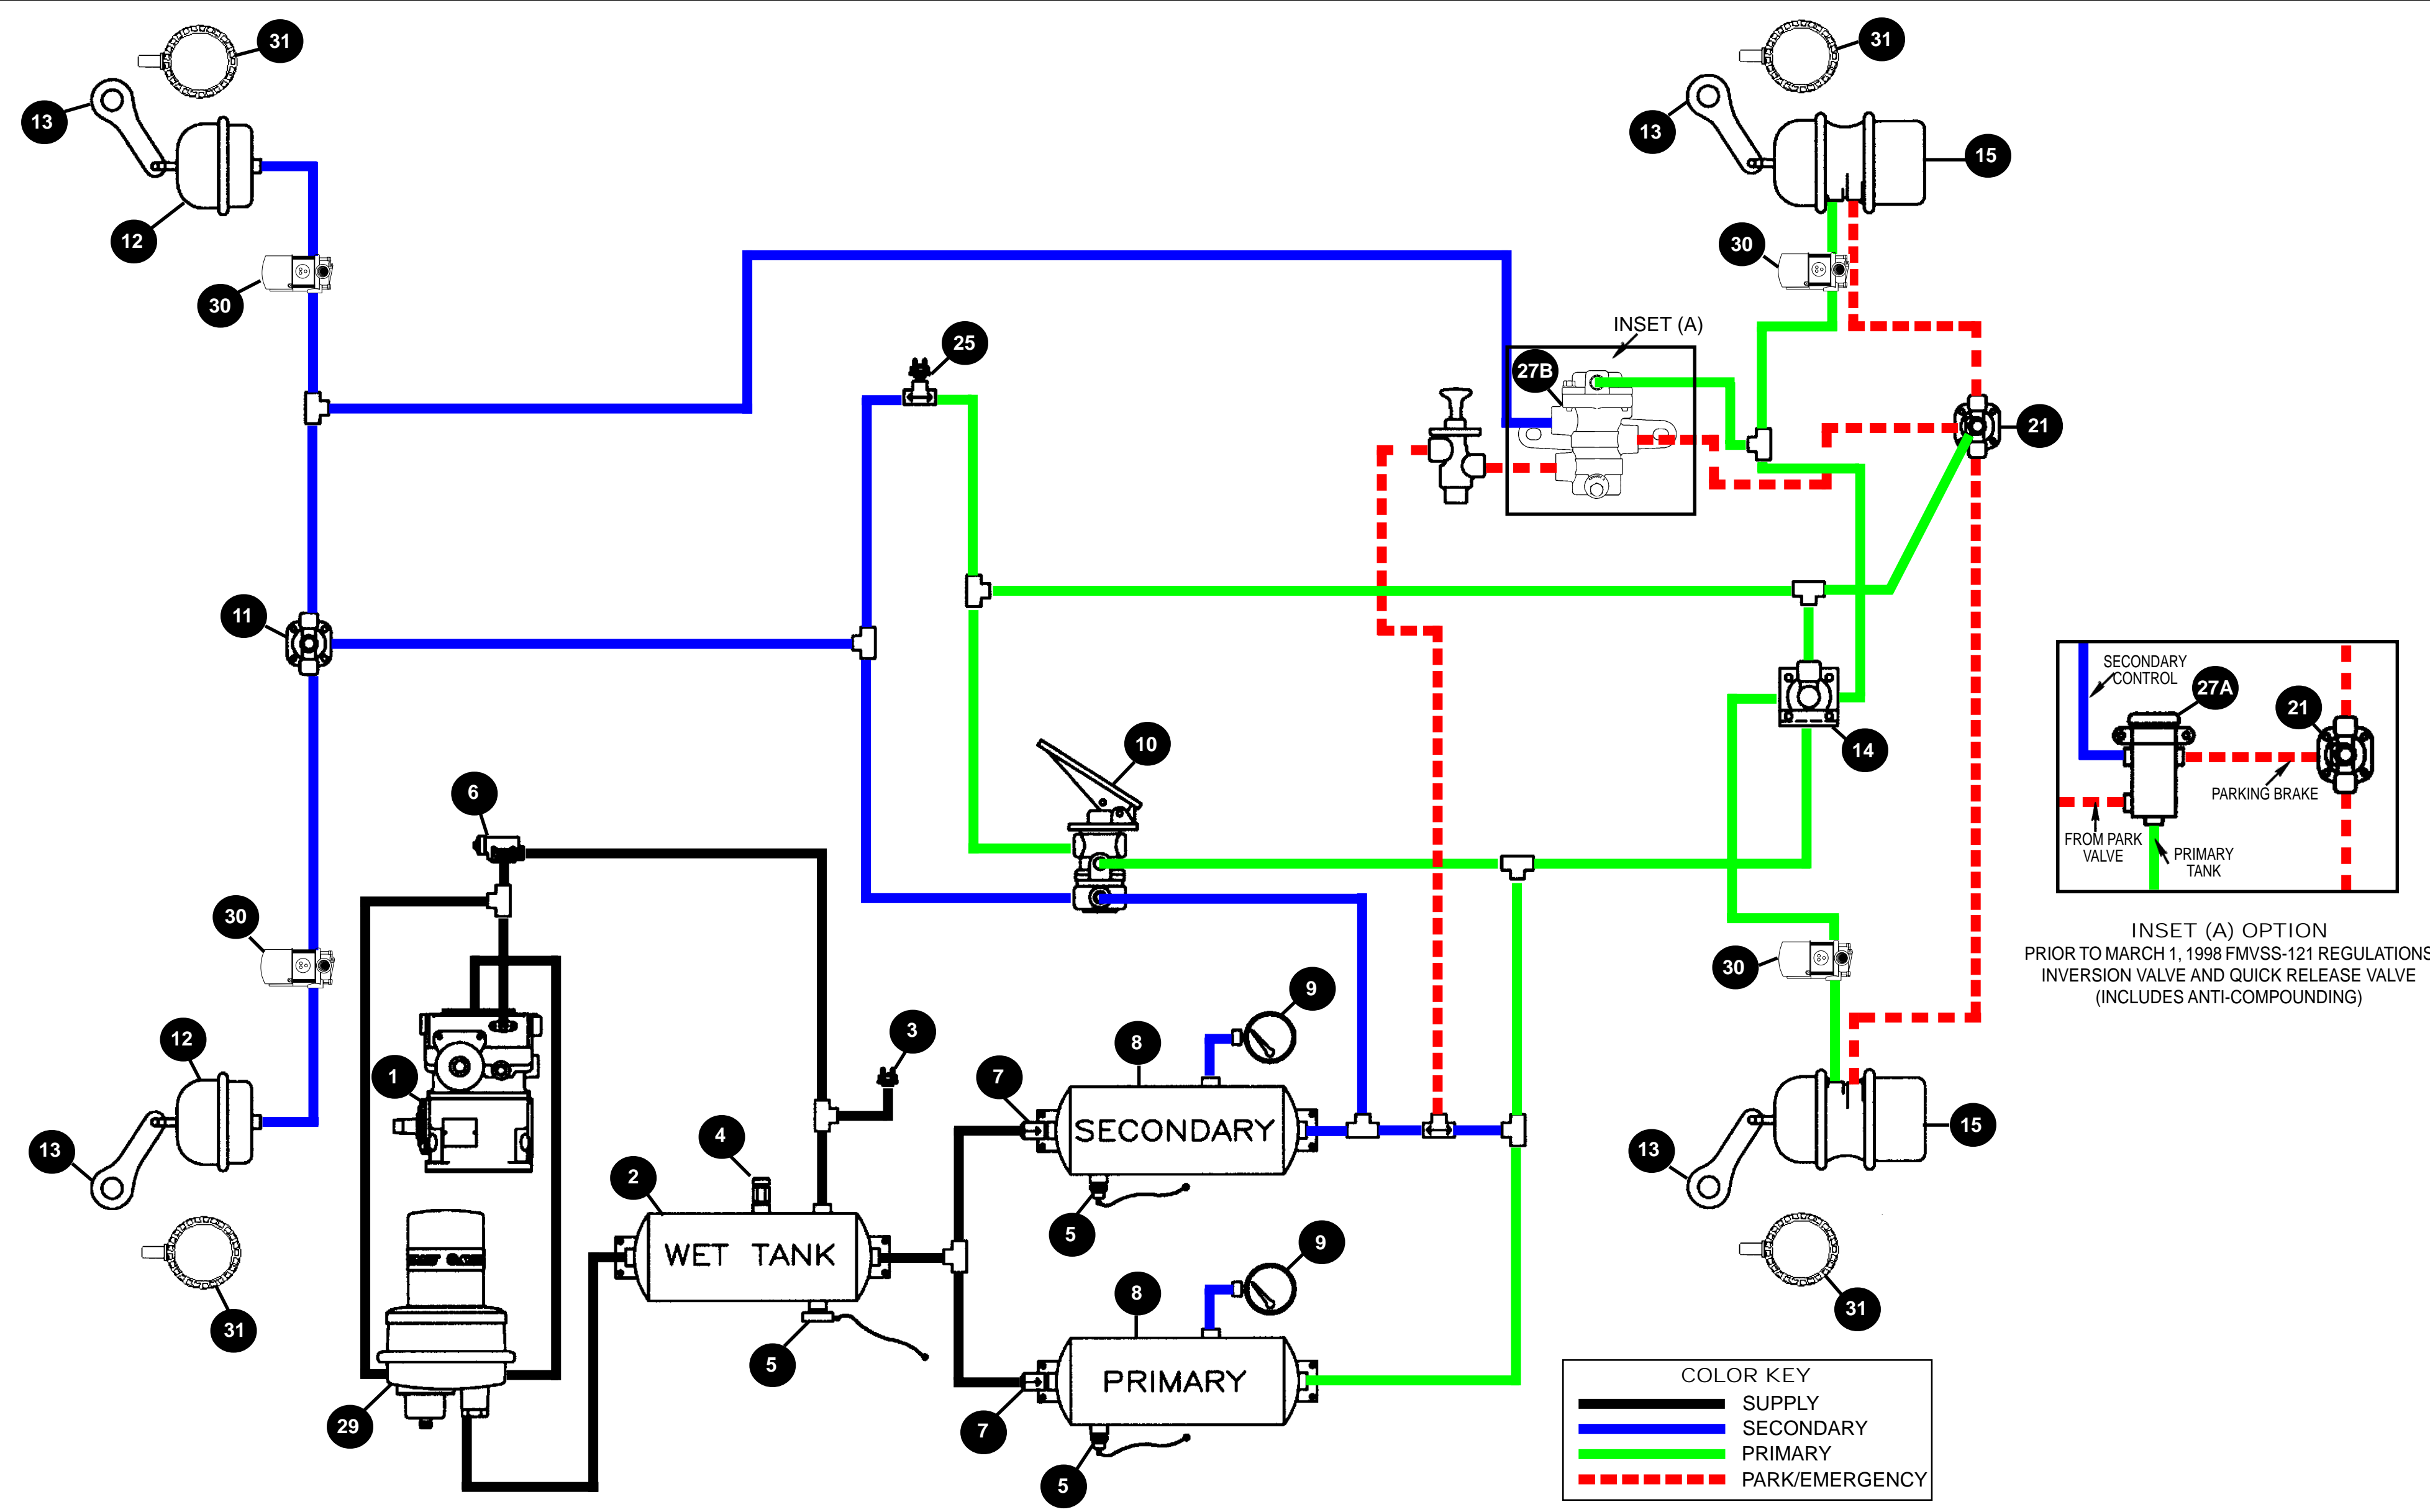 31
31
13
13
15
12
30
30
INSET (A)
25
27B
21
11
SECONDARY
CONTROL
27A
21
10
14
6
PARKING BRAKE
FROM PARK
VALVE
PRIMARY
TANK
30
INSET (A) OPTION
PRIOR TO MARCH 1, 1998 FMVSS-121 REGULATIONS
INVERSION VALVE AND QUICK RELEASE VALVE
(INCLUDES ANTI-COMPOUNDING)
30
9
3
12
8
1
7
4
SECONDARY
15
13
13
2
5
9
WET TANK
8
31
31
5
PRIMARY
COLOR KEY
SUPPLY
29
7
SECONDARY
PRIMARY
5
PARK/EMERGENCY